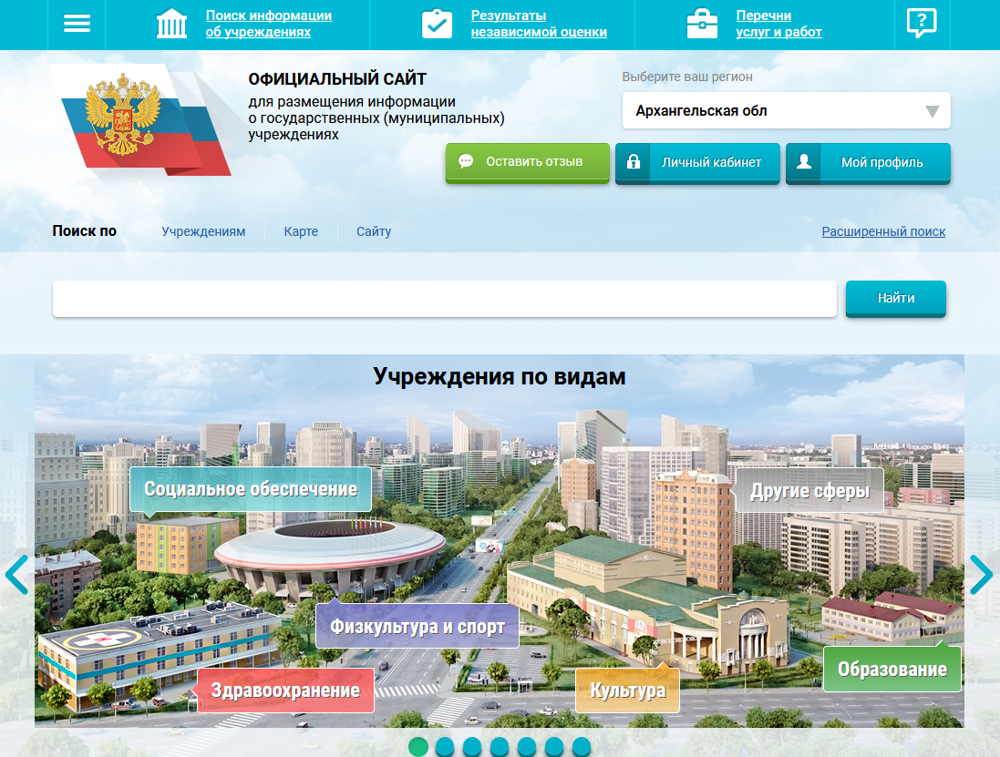 Поиск информации
об учреждениях
Результаты
независимой оценки
Перечни
услуг и работ
?
ОФИЦИАЛЬНЫЙ САЙТ
для размещения информации
о государственных (муниципальных)
учреждениях
Выберите ваш регион
Архангельская обл
Оставить отзыв
Личный кабинет
Мой профиль
Поиск по
Учреждениям
Карте
Сайту
Расширенный поиск
Найти
Учреждения по видам
Социальное обеспечение
Другие сферы
Физкультура и спорт
Образование
Здравоохранение
Культура